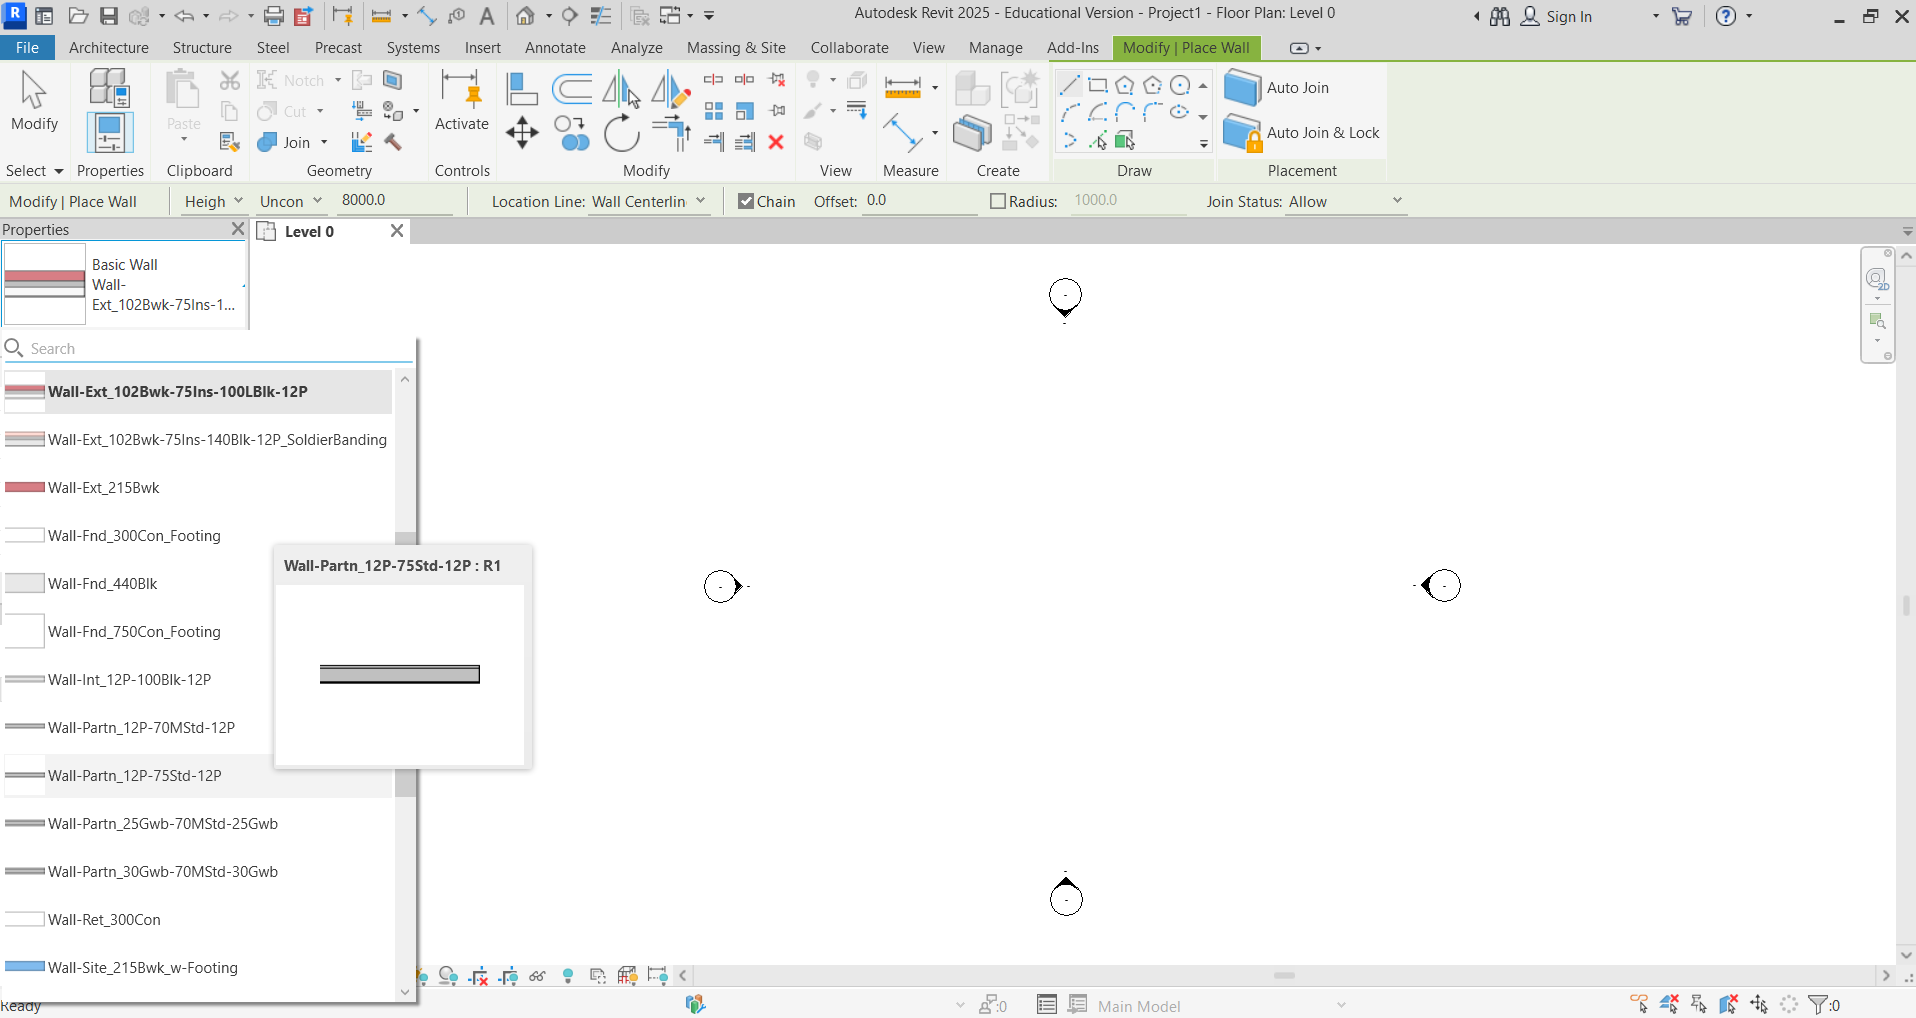 Autodesk Revit 2025 - Educational Version - Project1 - Floor Plan: Level 0
Sign In
File
Architecture
Structure
Steel
Precast
Systems
Insert
Annotate
Analyze
Massing & Site
Collaborate
View
Manage
Add-Ins
Modify | Place Wall
Modify
Paste
Notch
Cut
Join
Activate
Auto Join
Auto Join & Lock
Select
Properties
Clipboard
Geometry
Controls
Modify
View
Measure
Create
Draw
Placement
Modify | Place Wall
Heigh
Uncon
8000.0
Location Line: Wall Centerlin
Chain
Offset: 0.0
Radius: 1000.0
Join Status: Allow
Properties
Level 0
Basic Wall
Wall-
Ext_102Bwk-75Ins-1...
2D
Search
Wall-Ext_102Bwk-75Ins-100LBlk-12P
Wall-Ext_102Bwk-75Ins-140Blk-12P_SoldierBanding
Wall-Ext_215Bwk
Wall-Fnd_300Con_Footing
Wall-Fnd_440Blk
Wall-Fnd_750Con_Footing
Wall-Int_12P-100Blk-12P
Wall-Partn_12P-70MStd-12P
Wall-Partn_12P-75Std-12P
Wall-Partn_25Gwb-70MStd-25Gwb
Wall-Partn_30Gwb-70MStd-30Gwb
Wall-Ret_300Con
Wall-Site_215Bwk_w-Footing
Wall-Partn_12P-75Std-12P : R1
Ready
:0
Main Model
:0